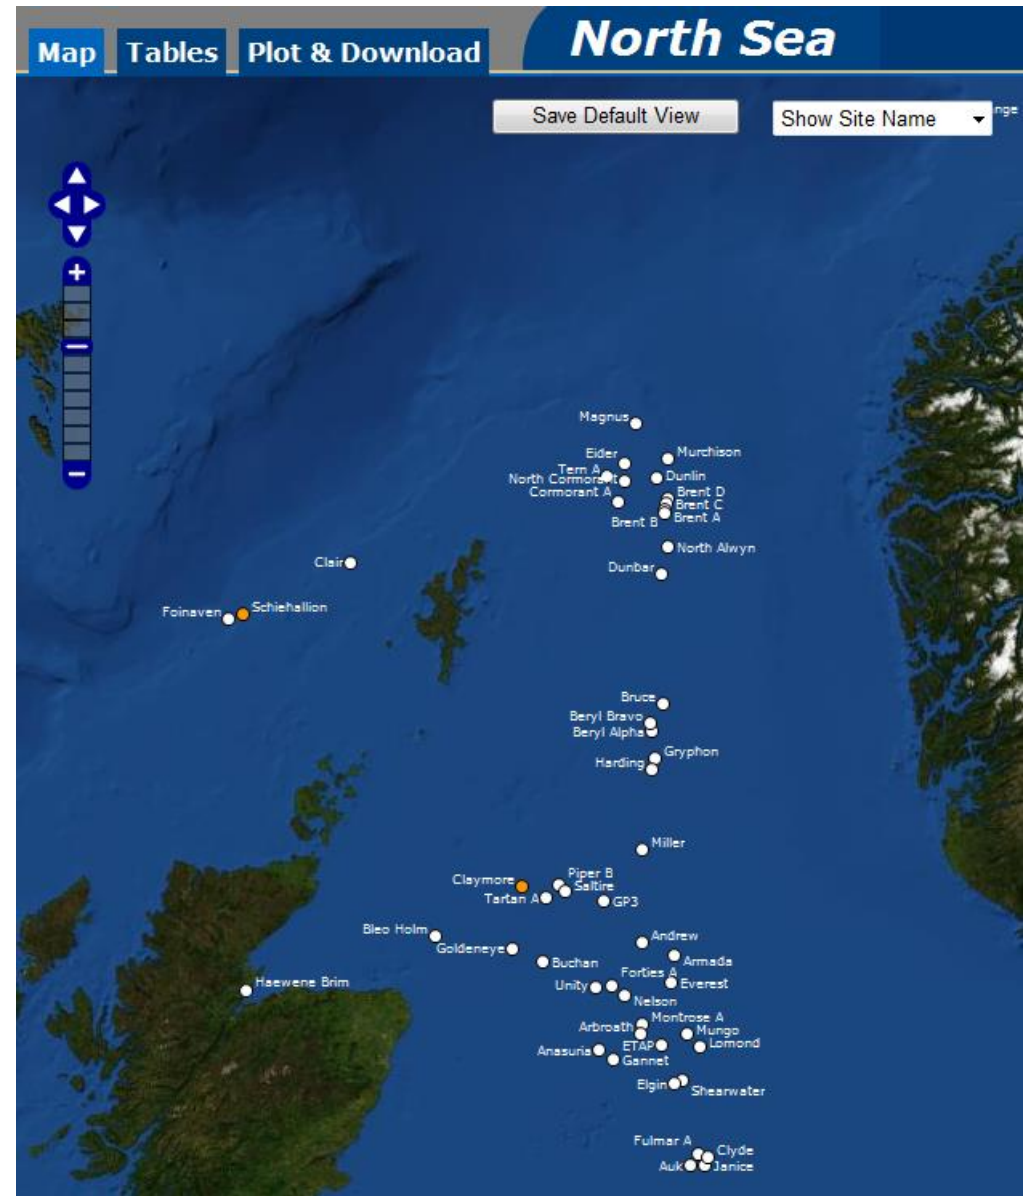 North Sea
Map Tables Plot & Download
Save Default View
Show Site Name
nge
Magnus
Eider
Murchison
Tern A
North Cormorant
Dunlin
Cormorant A
Brent D
Brent C
Brent B
Brent A
North Alwyn
Clair
Dunbar
Foinaven
Schiehallion
Bruce
Beryl Bravo
Beryl Alpha
Gryphon
Harding
Miller
Piper B
Claymore
Saltire
Tartan A
GP3
Bleo Holm
Andrew
Goldeneye
Buchan
Armada
Forties A
Haewene Brim
Unity
Everest
Nelson
Montrose A
Arbroath
Mungo
ETAP
Lomond
Anasuria
Gannet
Elgin
Shearwater
Fulmar A
Clyde
Auk
Janice